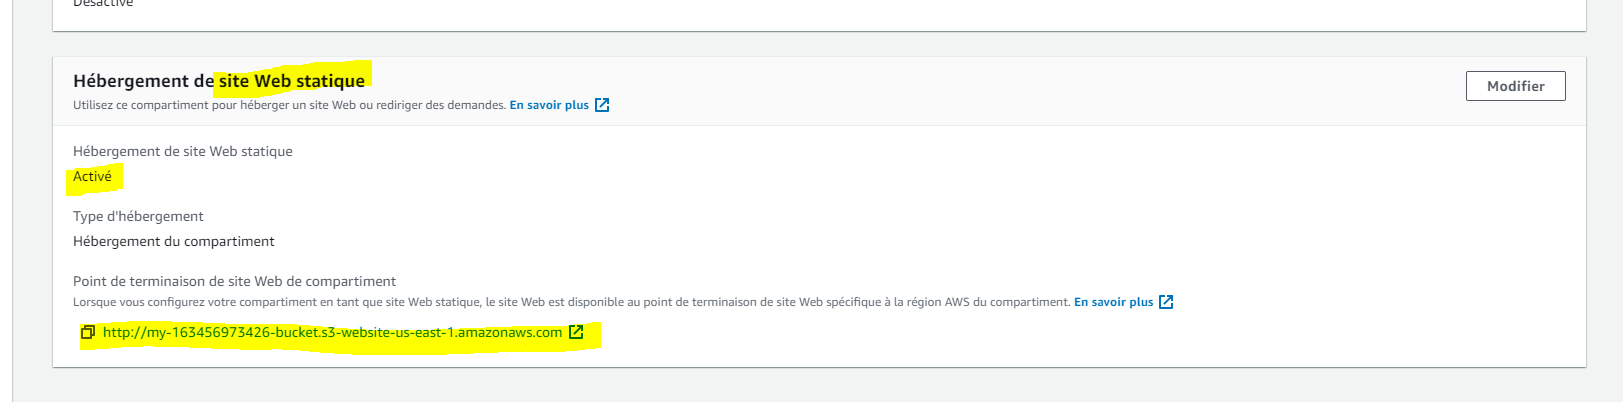 Désactivé
Hébergement de site Web statique
Modifier
Utilisez ce compartiment pour héberger un site Web ou rediriger des demandes. En savoir plus
Hébergement de site Web statique
Activé
Type d'hébergement
Hébergement du compartiment
Point de terminaison de site Web de compartiment
Lorsque vous configurez votre compartiment en tant que site Web statique, le site Web est disponible au point de terminaison de site Web spécifique à la région AWS du compartiment. En savoir plus
http://my-163456973426-bucket.s3-website-us-east-1.amazonaws.com